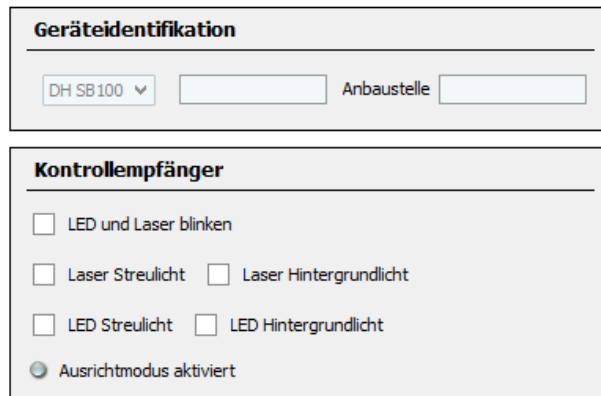 Geräteidentifikation
DH SB100 Anbaustelle
Kontrollempfänger
LED und Laser blinken
Laser Streulicht Laser Hintergrundlicht
LED Streulicht LED Hintergrundlicht
Ausrichtmodus aktiviert